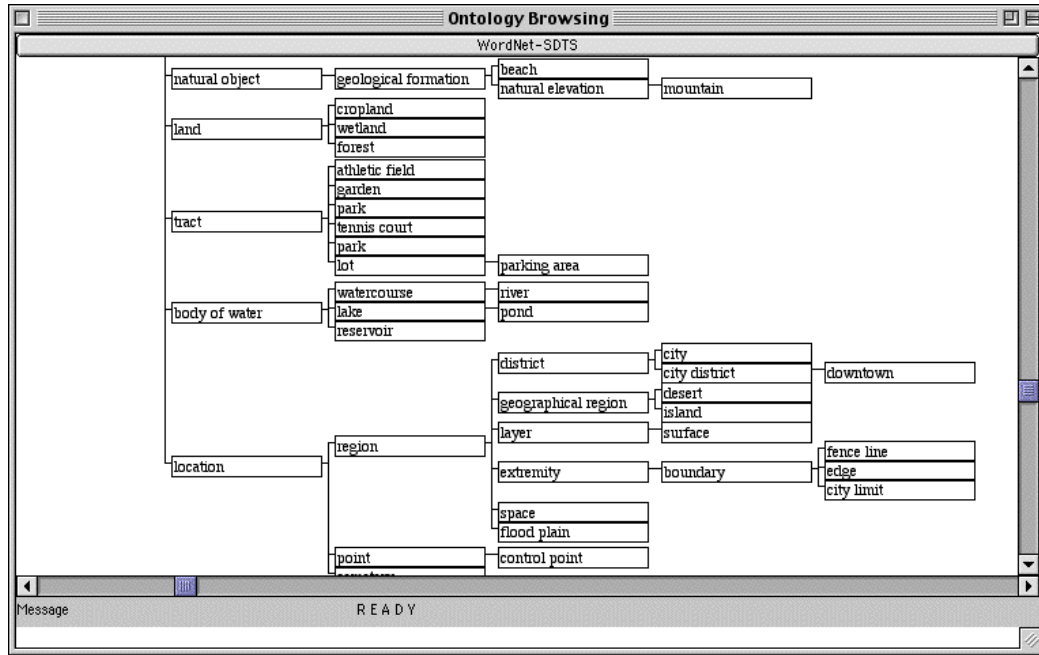 Ontology Browsing
WordNet-SDTS
natural object
geological formation
beach
natural elevation
mountain
land
cropland
wetland
forest
tract
athletic field
garden
park
tennis court
park
lot
parking area
body of water
watercourse
river
lake
pond
reservoir
location
region
district
city
city district
downtown
geographical region
desert
island
layer
surface
extremity
boundary
fence line
edge
city limit
space
flood plain
point
control point
Message
READY